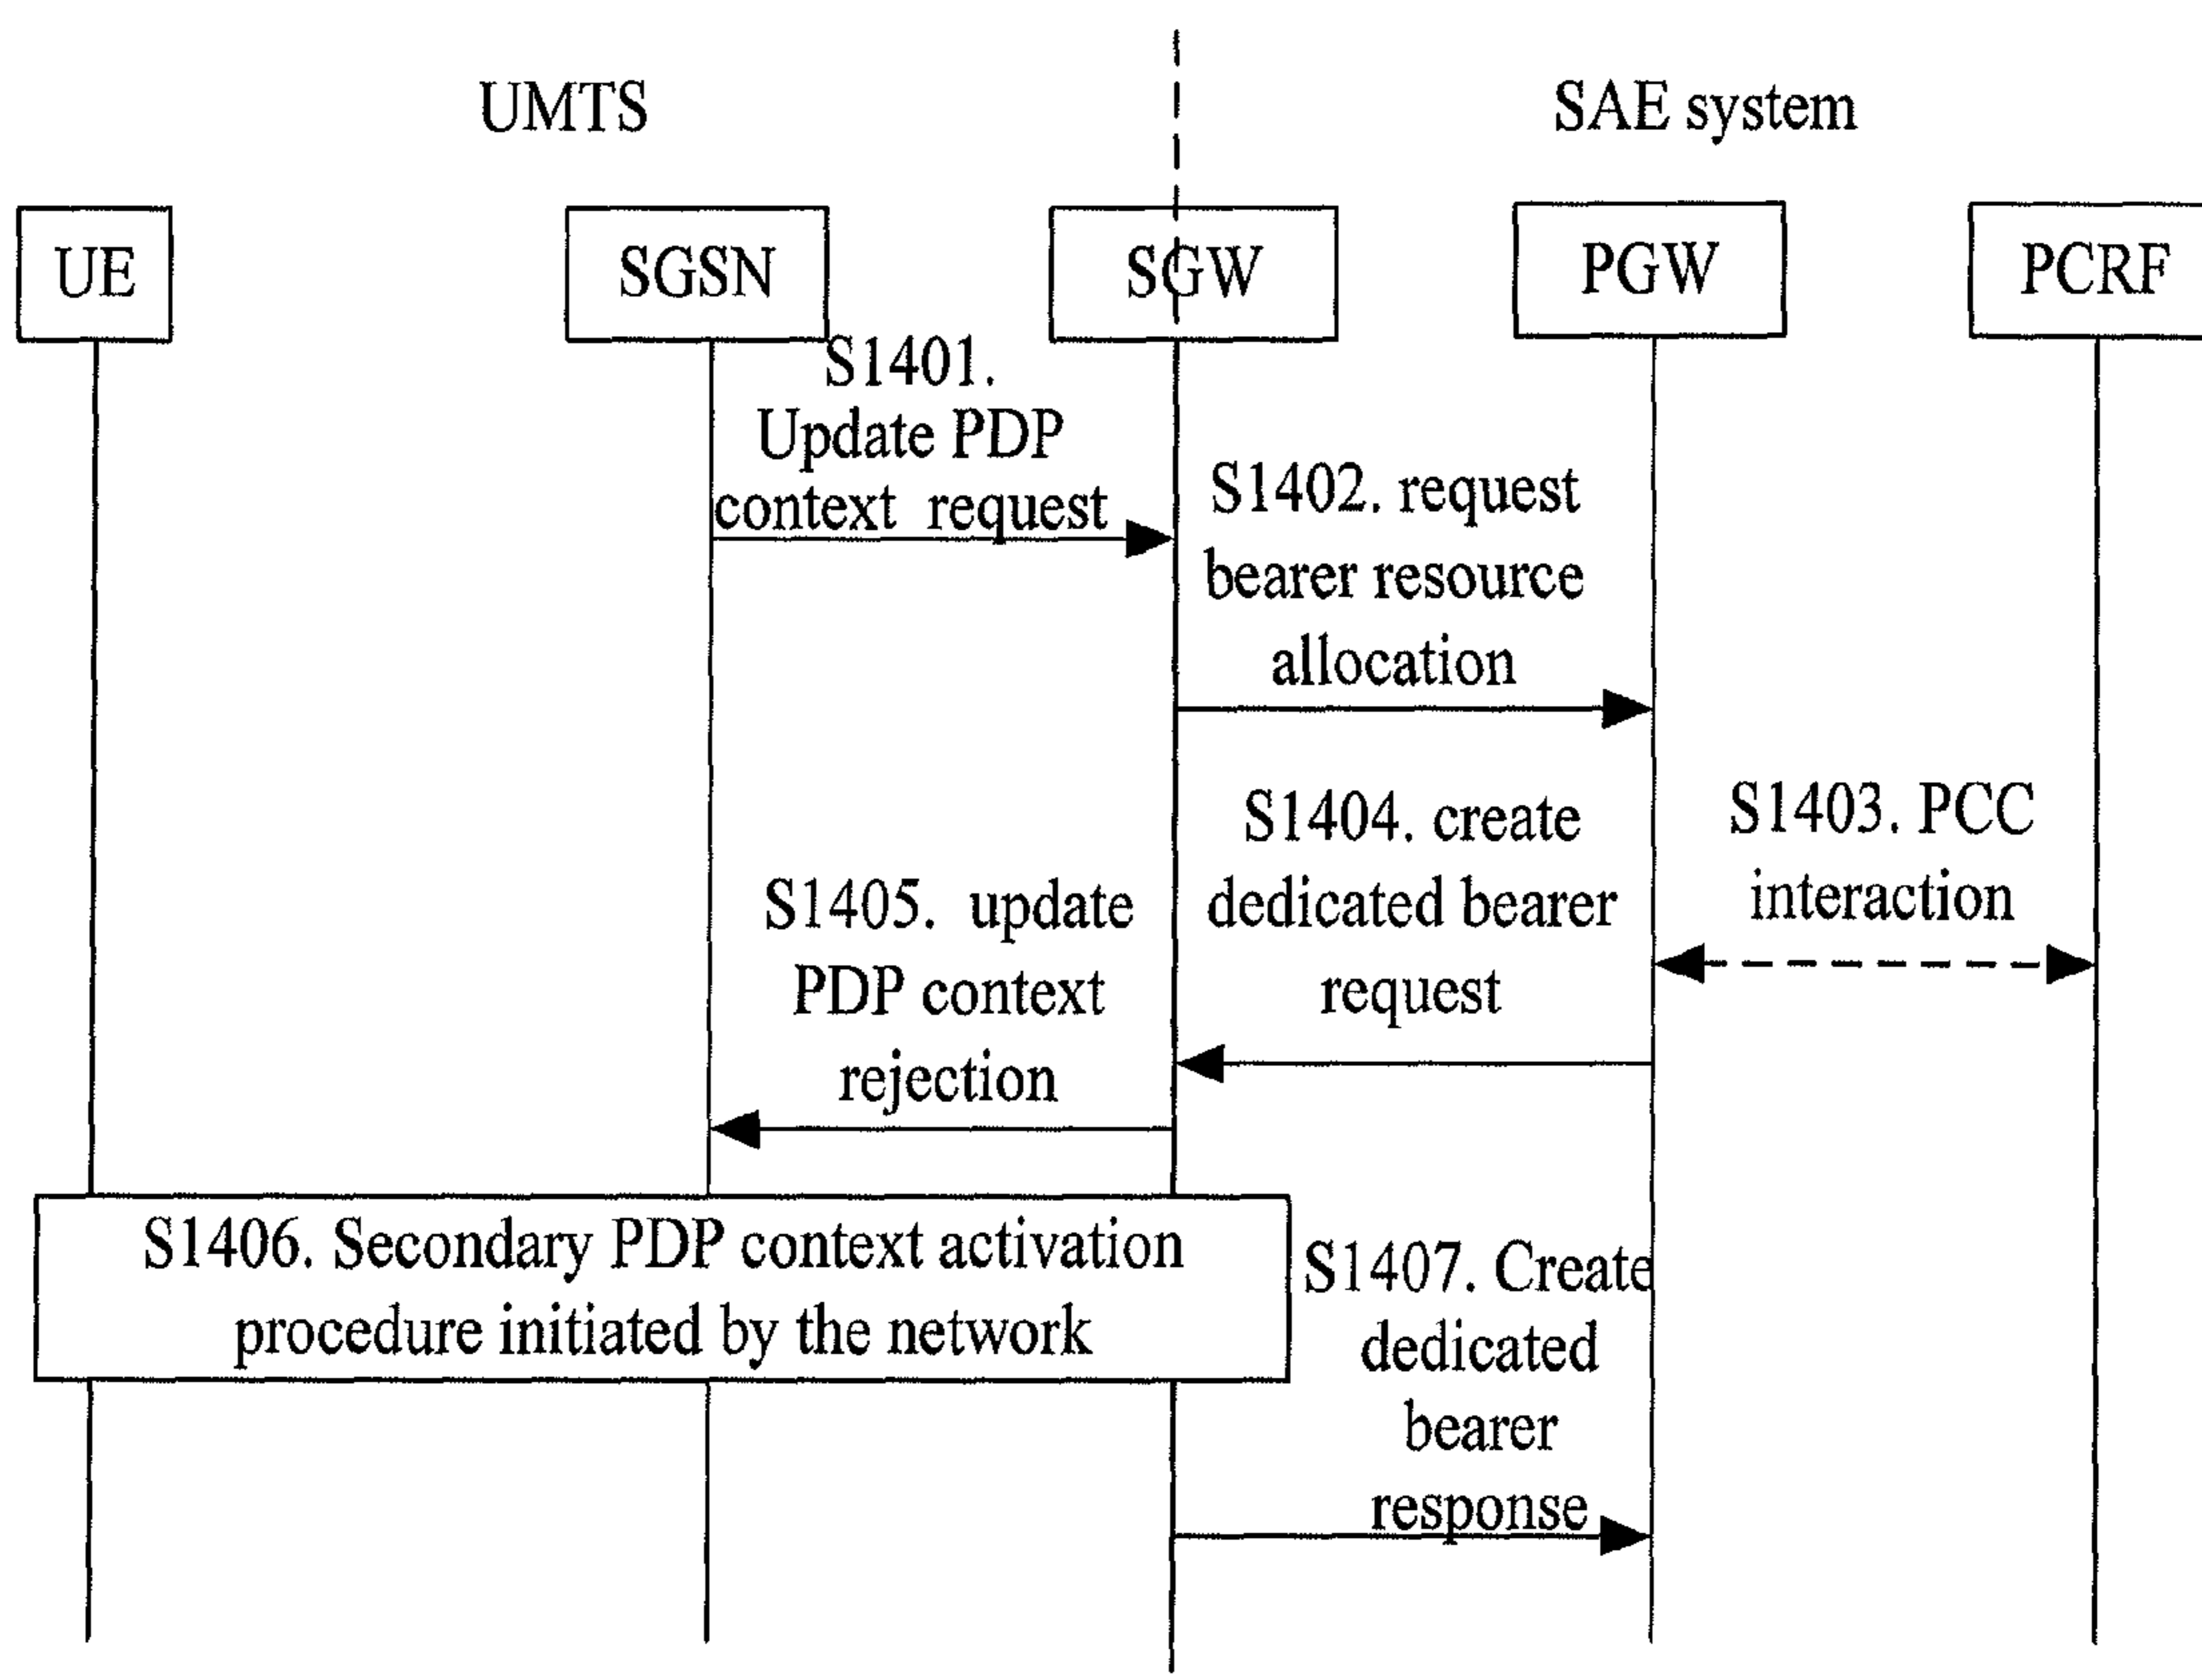 UMTS
SAE system
UE
SGSN
SGW
PGW
PCRF
S1401.
Update PDP
context request
S1402. request
bearer resource
allocation
S1403. PCC
interaction
S1404. create
dedicated bearer
request
S1405. update
PDP context
rejection
S1406. Secondary PDP context activation
procedure initiated by the network
S1407. Create
dedicated
bearer
response